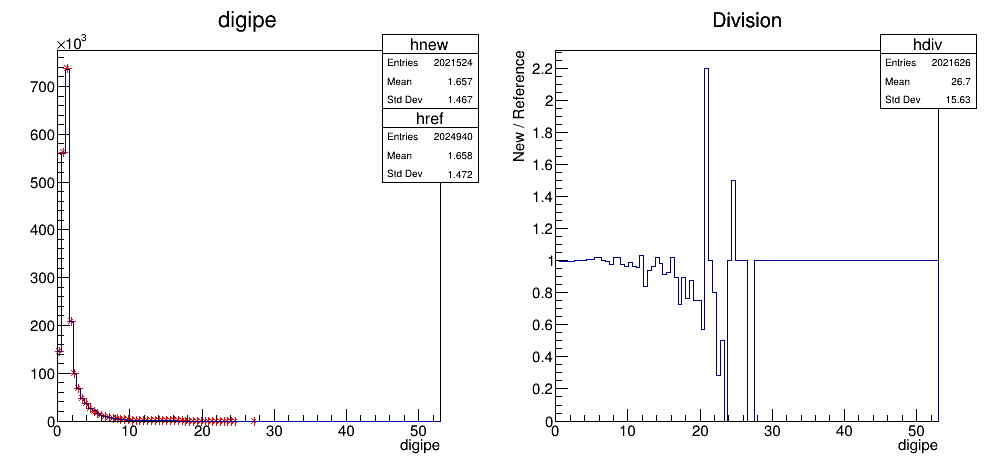 digipe
×10³
hnew
Entries 2021524
Mean 1.657
Std Dev 1.467
href
Entries 2024940
Mean 1.658
Std Dev 1.472
700
600
500
400
300
200
100
0
0 10 20 30 40 50
digipe
Division
hdiv
Entries 2021626
Mean 26.7
Std Dev 15.63
New / Reference
2.2
2
1.8
1.6
1.4
1.2
1
0.8
0.6
0.4
0.2
0
0 10 20 30 40 50
digipe